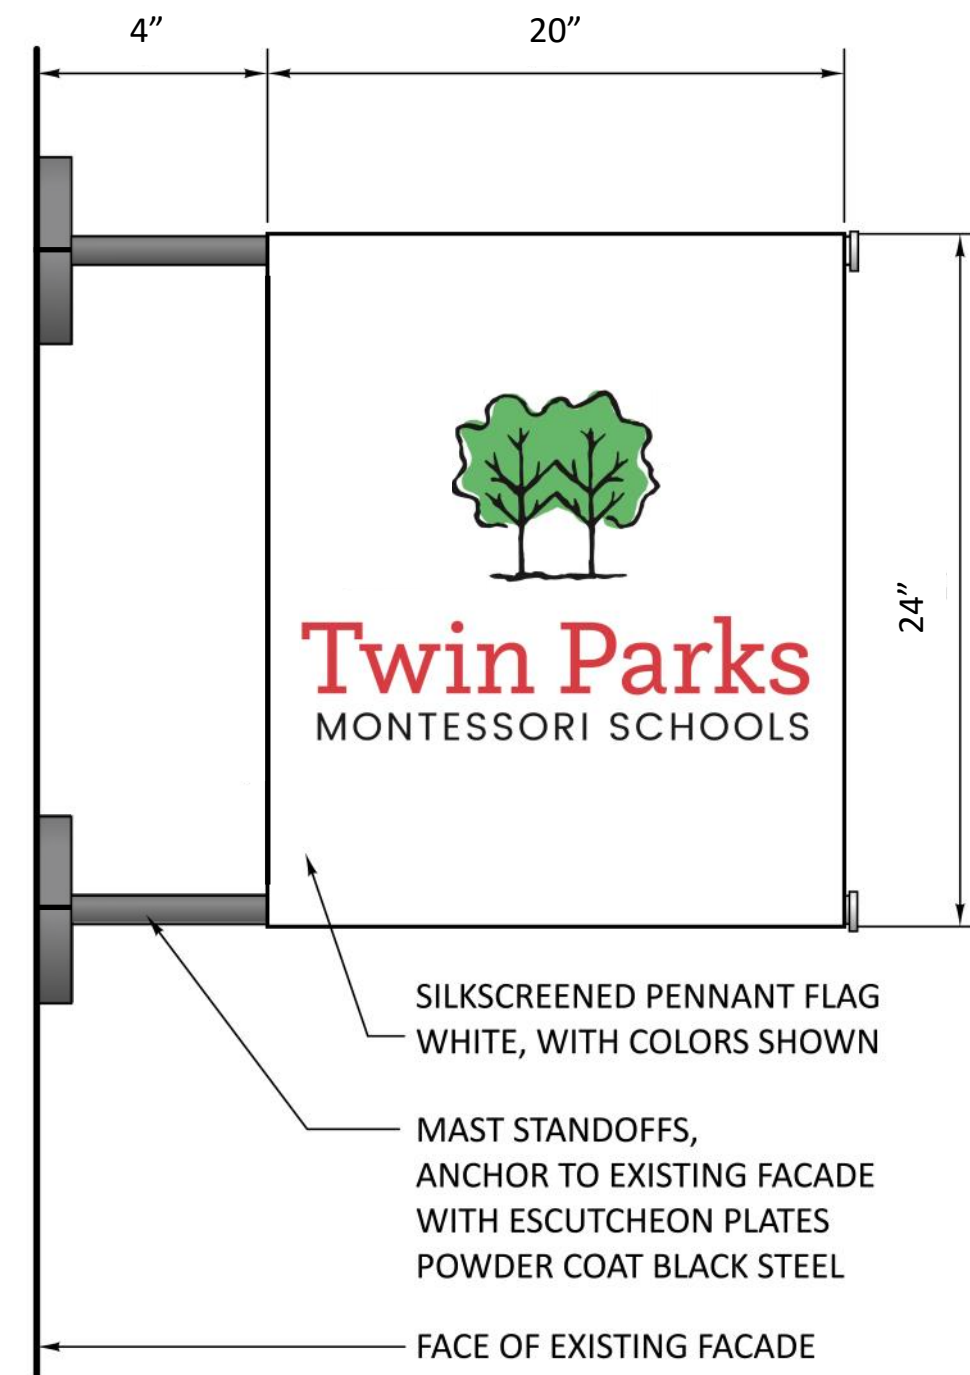 4” 20”
24”
Twin Parks
MONTESSORI SCHOOLS
SILKSCREENED PENNANT FLAG
WHITE, WITH COLORS SHOWN
MAST STANDOFFS,
ANCHOR TO EXISTING FACADE
WITH ESCUTCHEON PLATES
POWDER COAT BLACK STEEL
FACE OF EXISTING FACADE